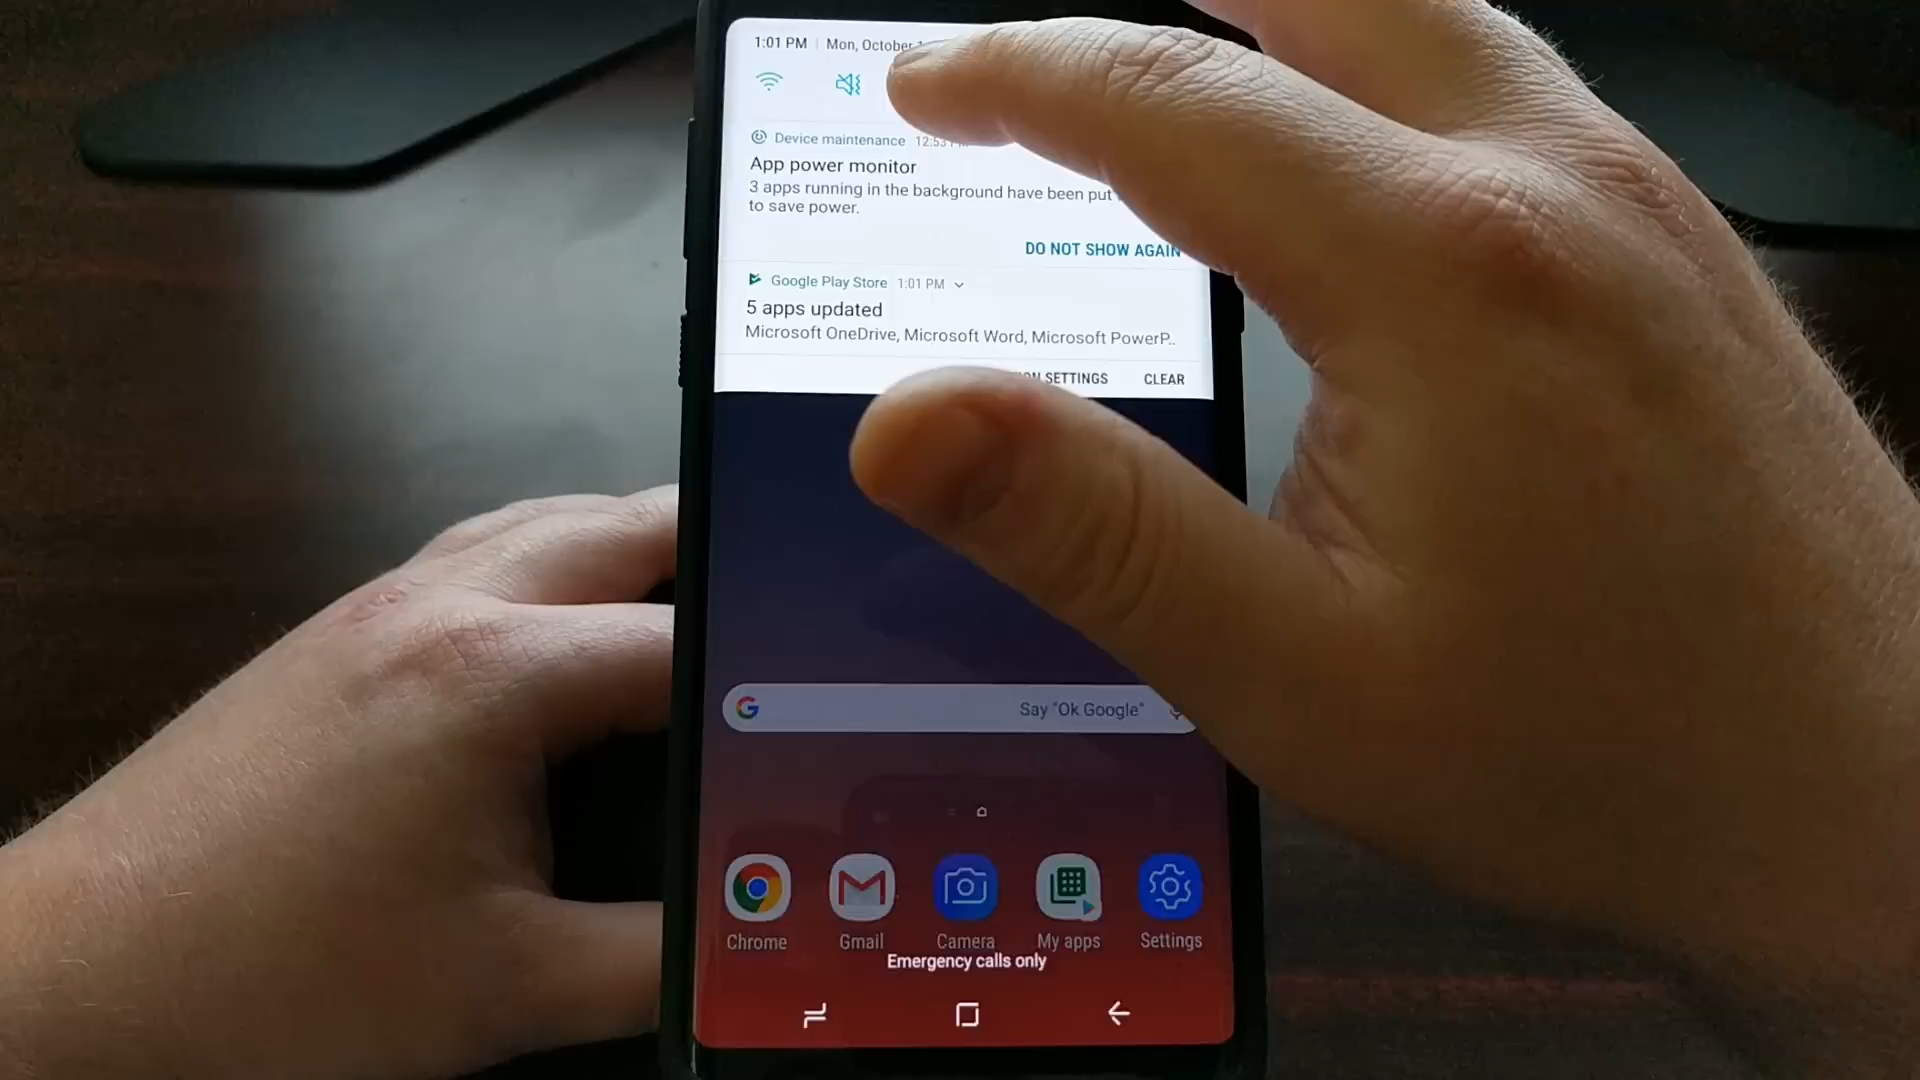 1:01 PM Mon, October
Device maintenance 12:53
App power monitor
3 apps running in the background have been put
to save power.
DO NOT SHOW AGAIN
Google Play Store 1:01 PM
5 apps updated
Microsoft OneDrive, Microsoft Word, Microsoft PowerP..
SETTINGS CLEAR
Say "Ok Google"
Chrome Gmail Camera My apps Settings
Emergency calls only